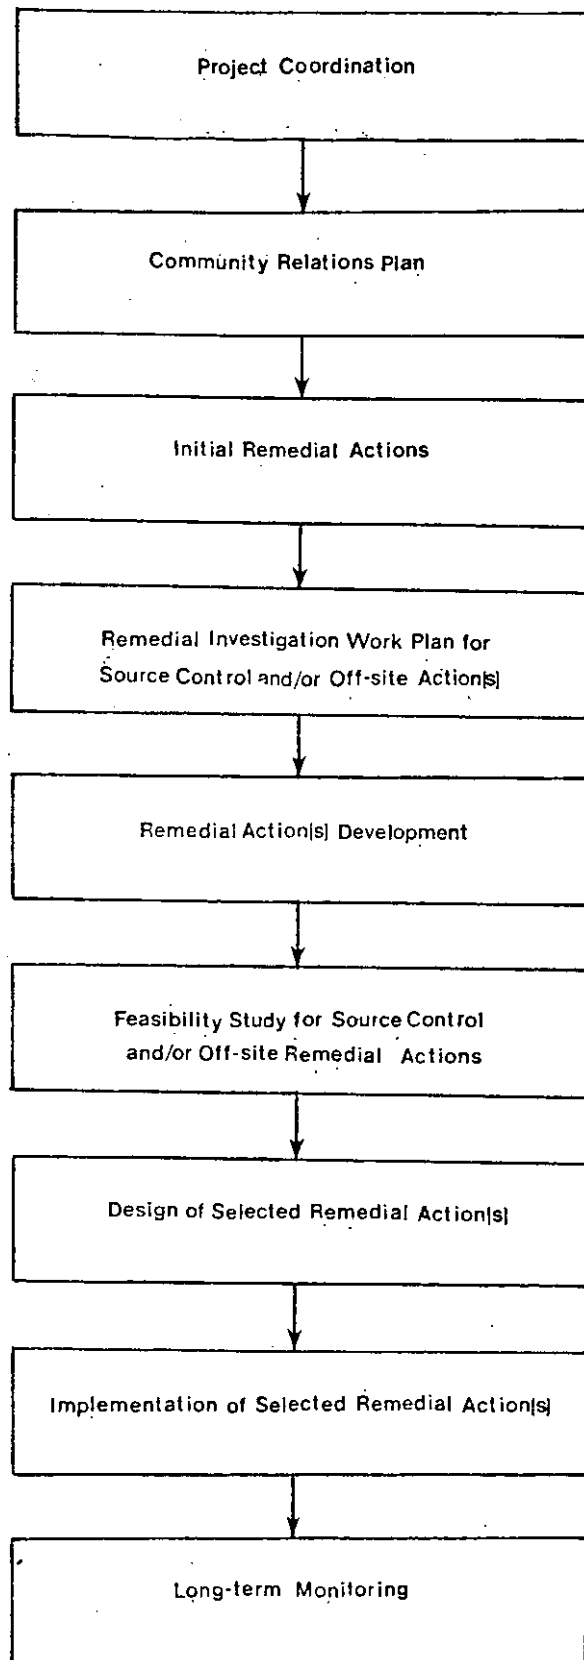 Project Coordination
Community Relations Plan
Initial Remedial Actions
Remedial Investigation Work Plan for
Source Control and/or Off-site Action(s)
Remedial Action(s) Development
Feasibility Study for Source Control
and/or Off-site Remedial Actions
Design of Selected Remedial Action(s)
Implementation of Selected Remedial Action(s)
Long-term Monitoring